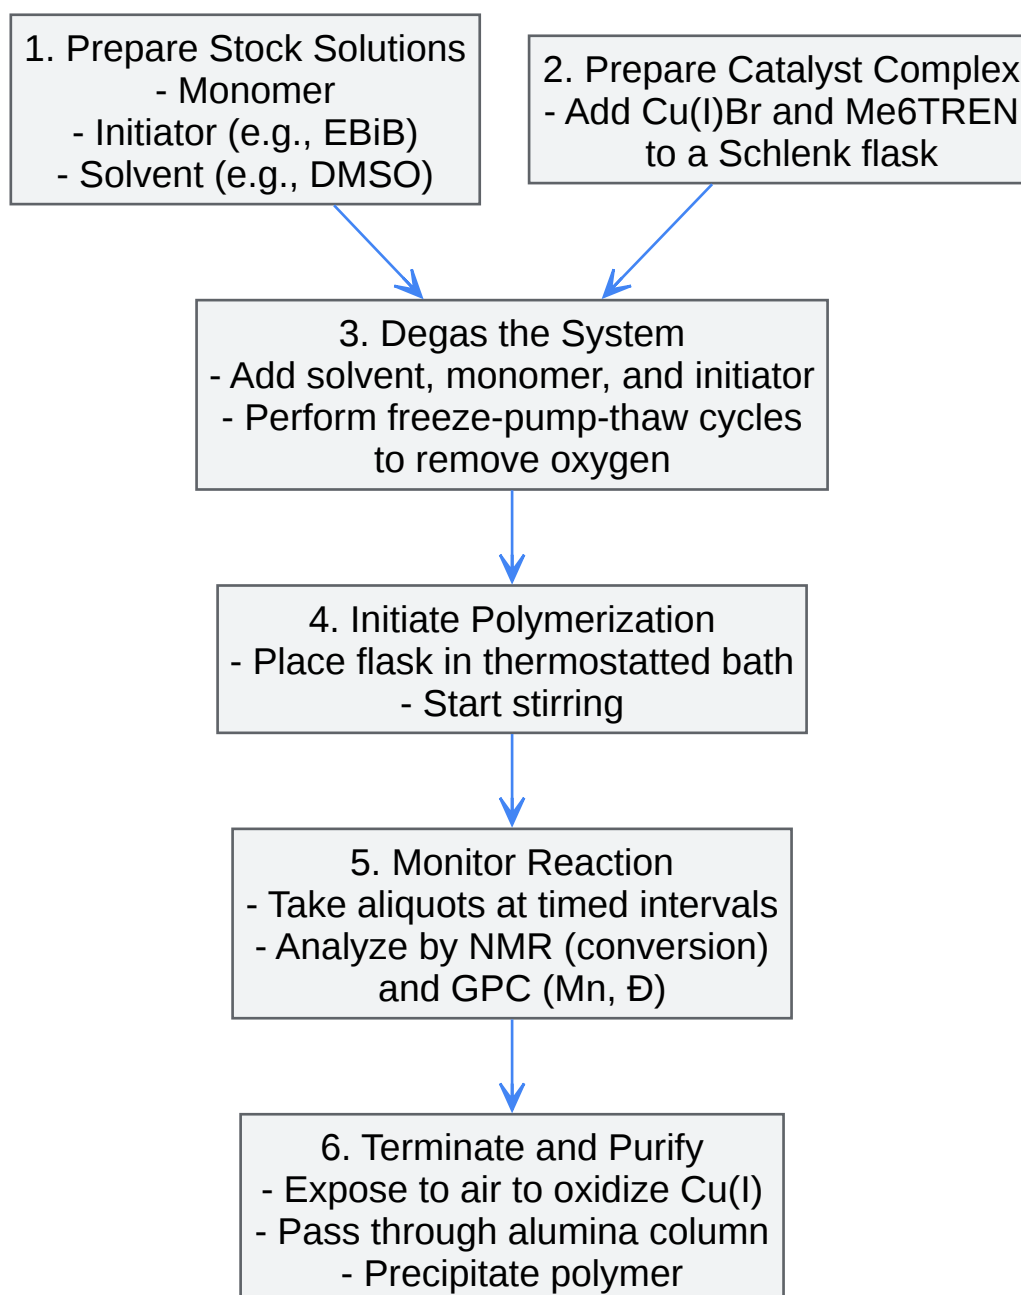 1. Prepare Stock Solutions
- Monomer
- Initiator (e.g., EBiB)
- Solvent (e.g., DMSO)
2. Prepare Catalyst Complex
- Add Cu(I)Br and Me6TREN
to a Schlenk flask
3. Degas the System
- Add solvent, monomer, and initiator
- Perform freeze-pump-thaw cycles
to remove oxygen
4. Initiate Polymerization
- Place flask in thermostatted bath
- Start stirring
5. Monitor Reaction
- Take aliquots at timed intervals
- Analyze by NMR (conversion)
and GPC (Mn, Đ)
6. Terminate and Purify
- Expose to air to oxidize Cu(I)
- Pass through alumina column
- Precipitate polymer